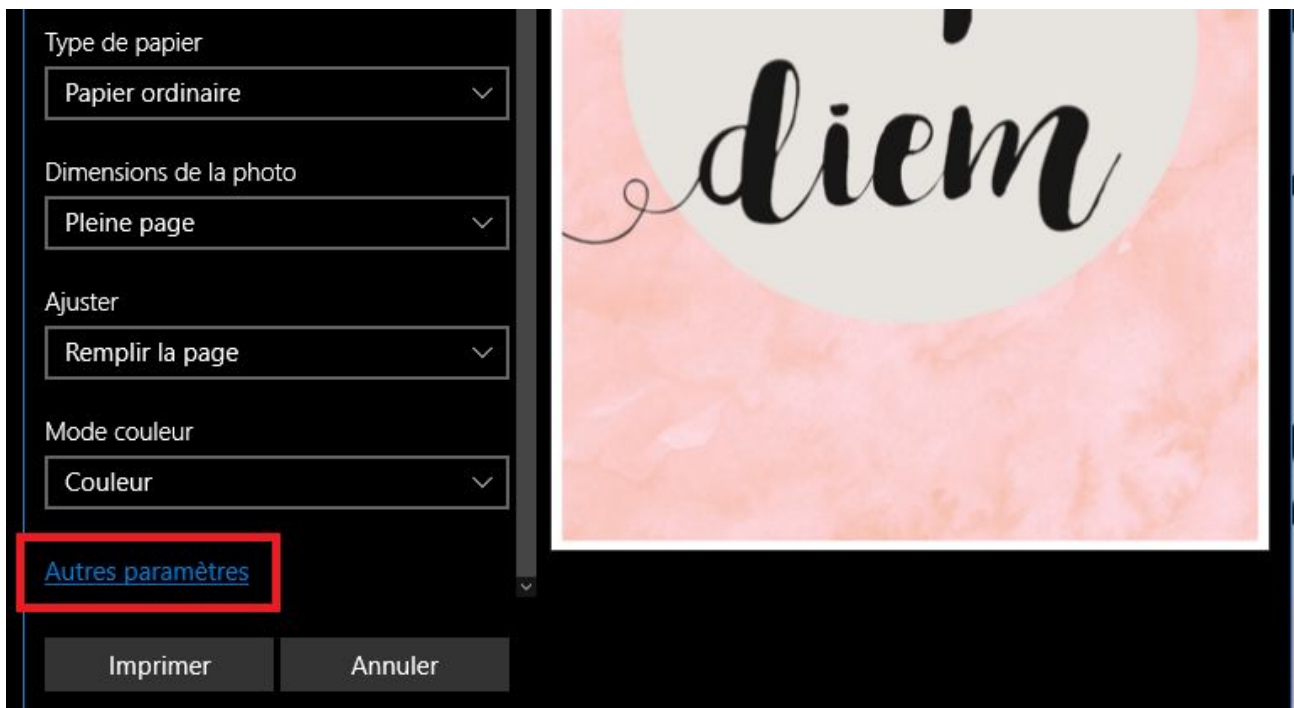 Type de papier
Papier ordinaire
Dimensions de la photo
Pleine page
Ajuster
Remplir la page
Mode couleur
Couleur
Autres paramètres
Imprimer
Annuler
diem